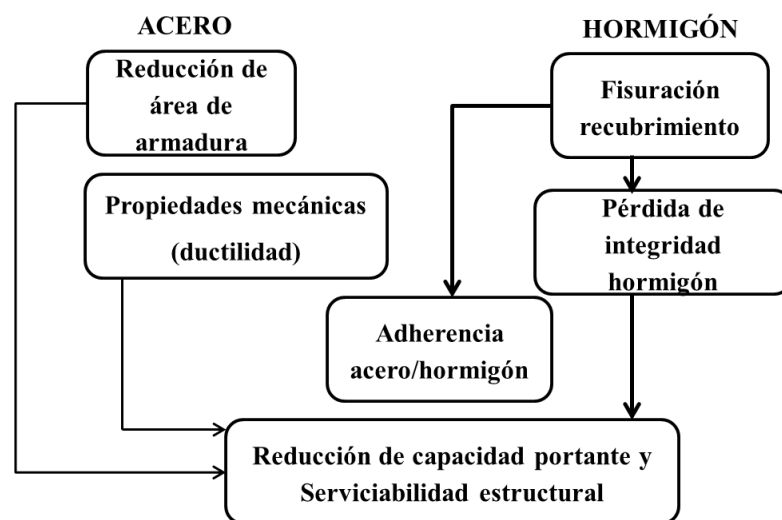 ACERO
Reducción de
área de
armadura
Propiedades mecánicas
(ductilidad)
HORMIGÓN
Fisuración
recubrimiento
Pérdida de
integridad
hormigón
Adherencia
acero/hormigón
Reducción de capacidad portante y
Serviciabilidad estructural